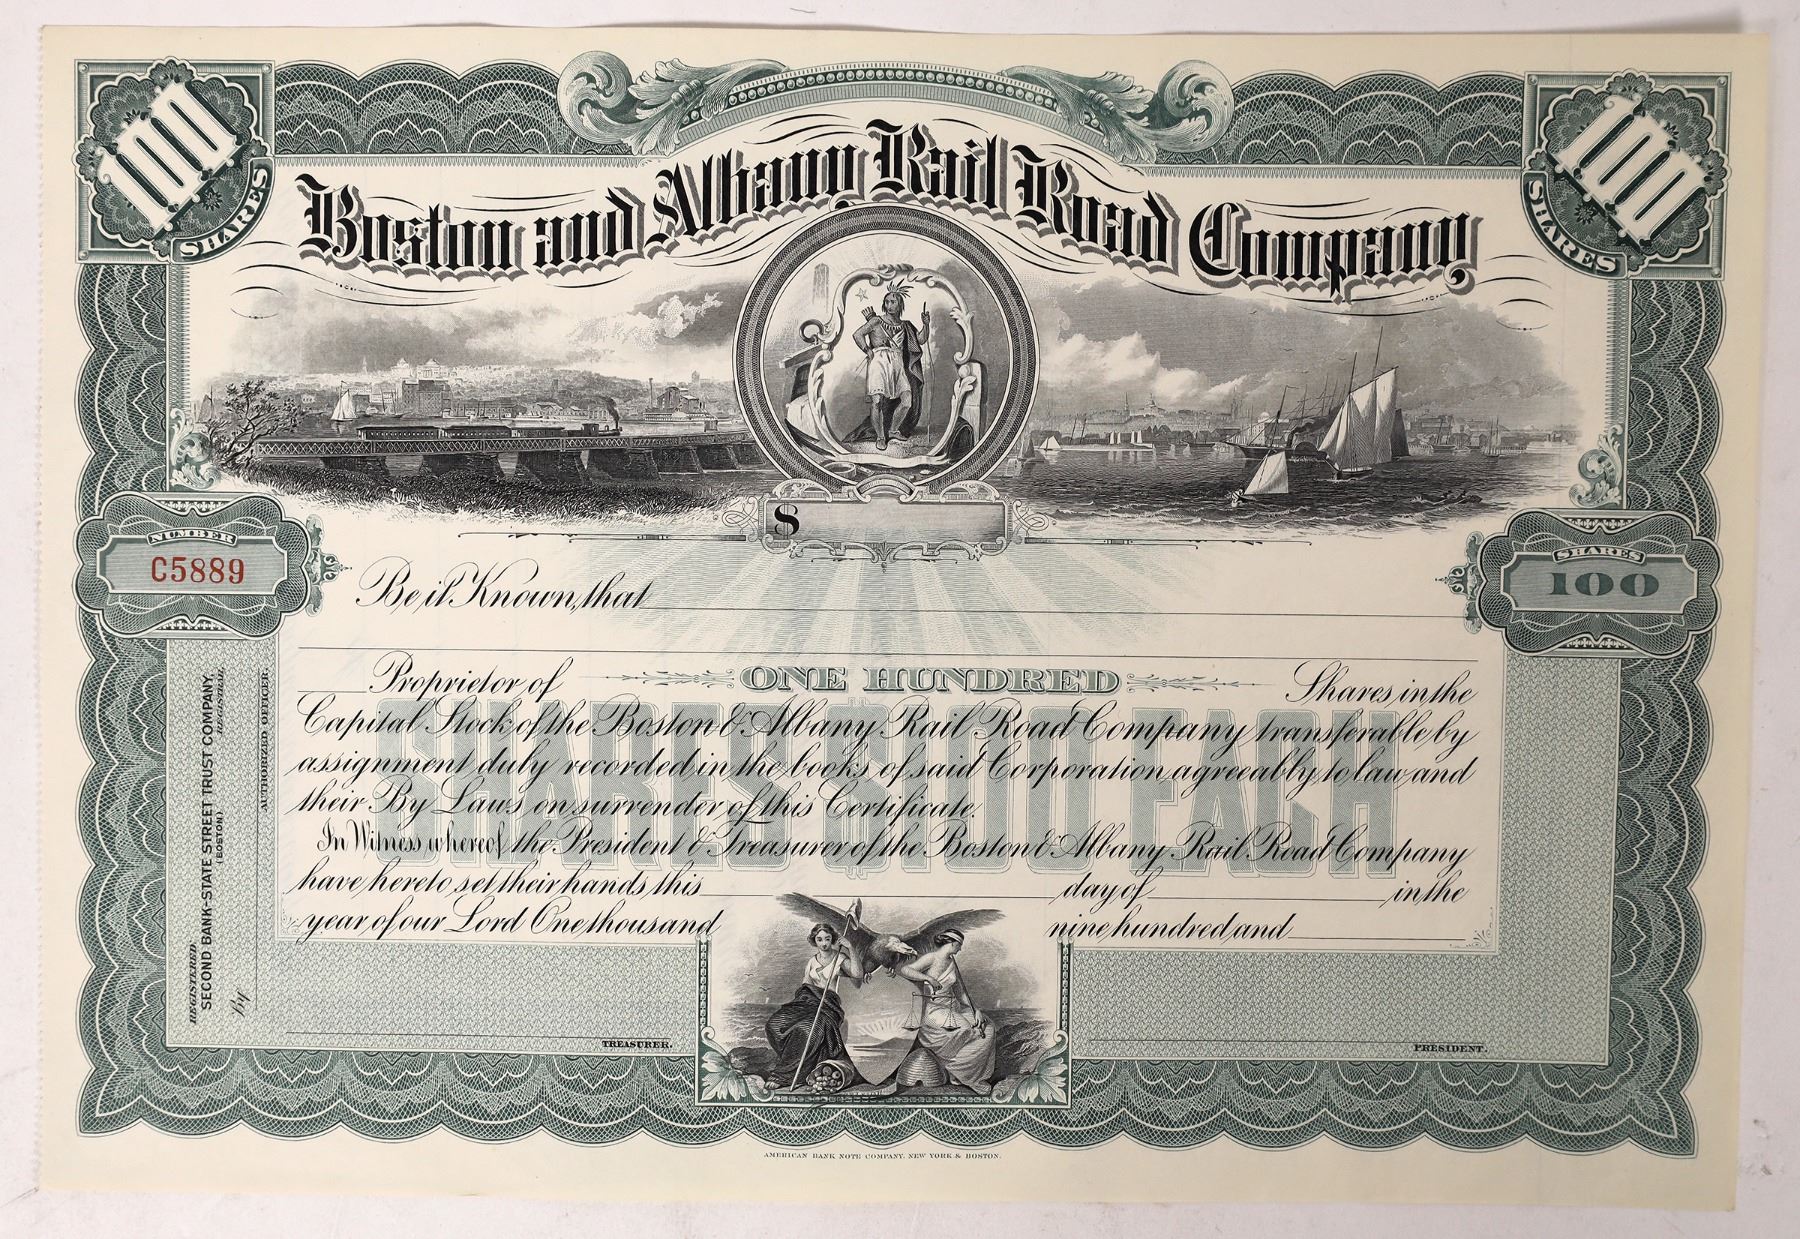 100
SHARES
100
SHARES
Boston and Albany Rail Road Company,
$
NUMBER
C5889
SHARES
100
Be it Known, that
Proprietor of ONE HUNDRED Shares in the
Capital Stock of the Boston & Albany Rail Road Company transferable by
assignment duly recorded in the books of said Corporation agreeably to law, and
their By Laws on surrender of this Certificate.
SHARES $100 EACH
In Witness whereof the President & Treasurer of the Boston & Albany Rail Road Company
have hereto set their hands this day of in the
year of our Lord One thousand nine hundred and
REGISTERED
SECOND BANK-STATE STREET TRUST COMPANY,
(BOSTON) REGISTRAR,
By
AUTHORIZED OFFICER.
TREASURER.
PRESIDENT.
AMERICAN BANK NOTE COMPANY, NEW YORK & BOSTON.